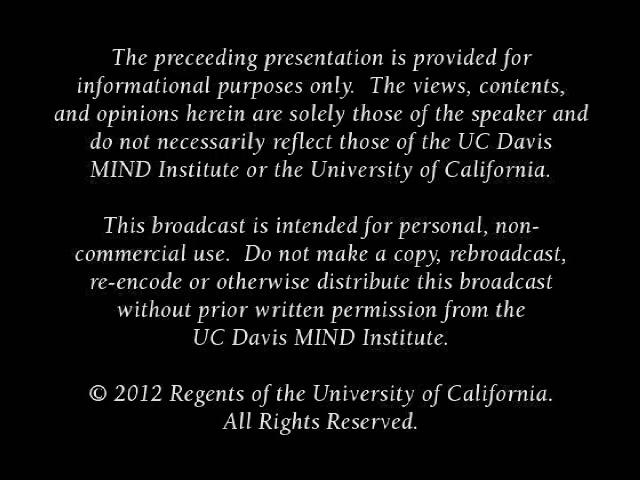 The preceeding presentation is provided for
informational purposes only.  The views, contents,
and opinions herein are solely those of the speaker and
do not necessarily reflect those of the UC Davis
MIND Institute or the University of California.
This broadcast is intended for personal, non-
commercial use.  Do not make a copy, rebroadcast,
re-encode or otherwise distribute this broadcast
without prior written permission from the
UC Davis MIND Institute.
© 2012 Regents of the University of California.
All Rights Reserved.